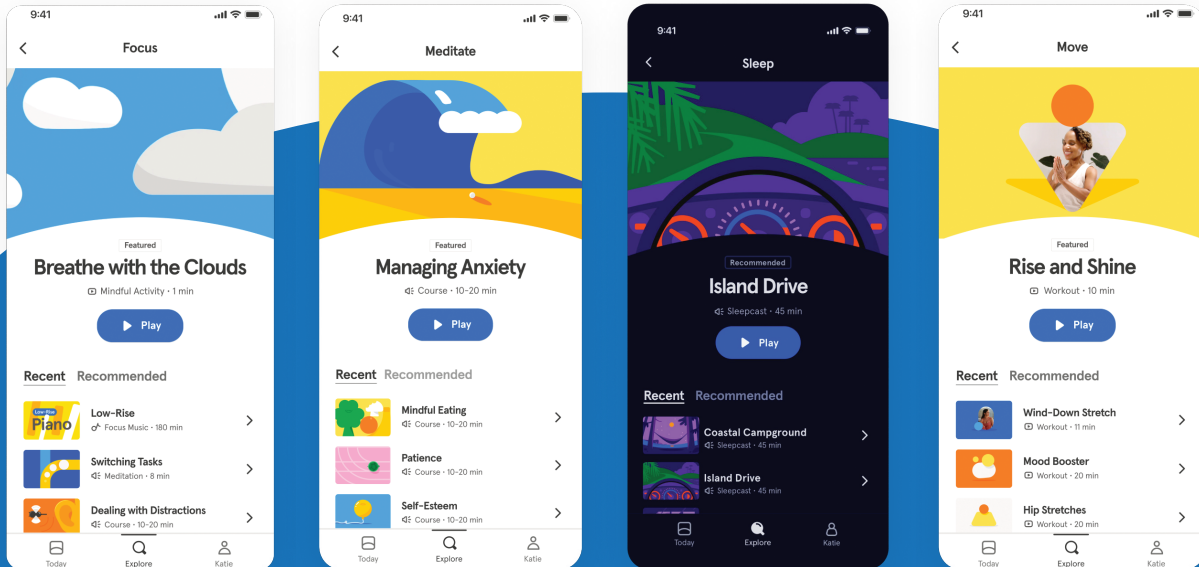 9:41
Focus
Featured
Breathe with the Clouds
Mindful Activity • 1 min
Play
Recent Recommended
Low-Rise
Piano
Low-Rise
Focus Music • 180 min
Switching Tasks
Meditation • 8 min
Dealing with Distractions
Course • 10-20 min
Today Explore Katie
9:41
Meditate
Featured
Managing Anxiety
Course • 10-20 min
Play
Recent Recommended
Mindful Eating
Course • 10-20 min
Patience
Course • 10-20 min
Self-Esteem
Course • 10-20 min
Today Explore Katie
9:41
Sleep
Recommended
Island Drive
Sleepcast • 45 min
Play
Recent Recommended
Coastal Campground
Sleepcast • 45 min
Island Drive
Sleepcast • 45 min
Today Explore Katie
9:41
Move
Featured
Rise and Shine
Workout • 10 min
Play
Recent Recommended
Wind-Down Stretch
Workout • 11 min
Mood Booster
Workout • 20 min
Hip Stretches
Workout • 20 min
Today Explore Katie